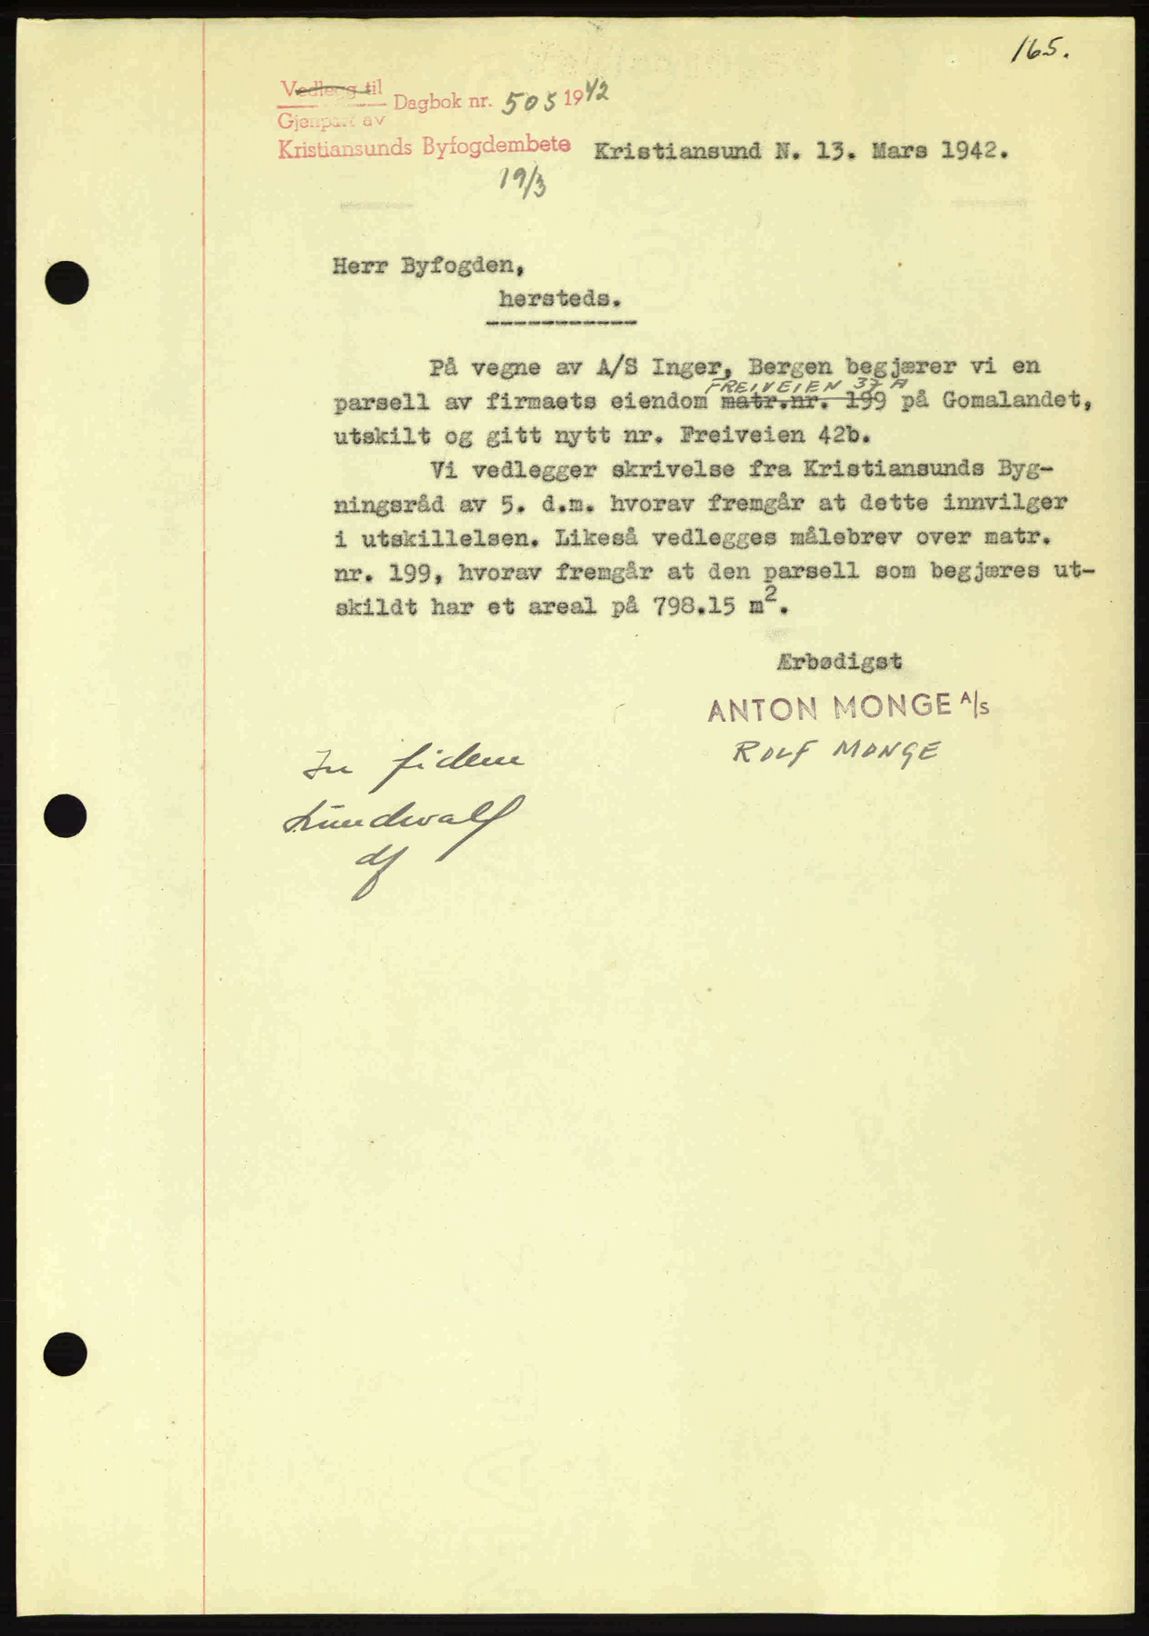 165.
Vedlegg til
Gjenpart av
Dagbok nr. 505 1942
Kristiansunds Byfogdembete
19/3
Kristiansund N. 13. Mars 1942.
Herr Byfogden,
hersteds.
På vegne av A/S Inger, Bergen begjærer vi en
FREIVEIEN 37 A
parsell av firmaets eiendom matr.nr. 199 på Gomalandet,
utskilt og gitt nytt nr. Freiveien 42b.
Vi vedlegger skrivelse fra Kristiansunds Byg-
ningsråd av 5. d.m. hvorav fremgår at dette innvilger
i utskillelsen. Likeså vedlegges målebrev over matr.
nr. 199, hvorav fremgår at den parsell som begjæres ut-
skildt har et areal på 798.15 m2.
Ærbødigst
ANTON MONGE A/S
ROLF MONGE
In fidem